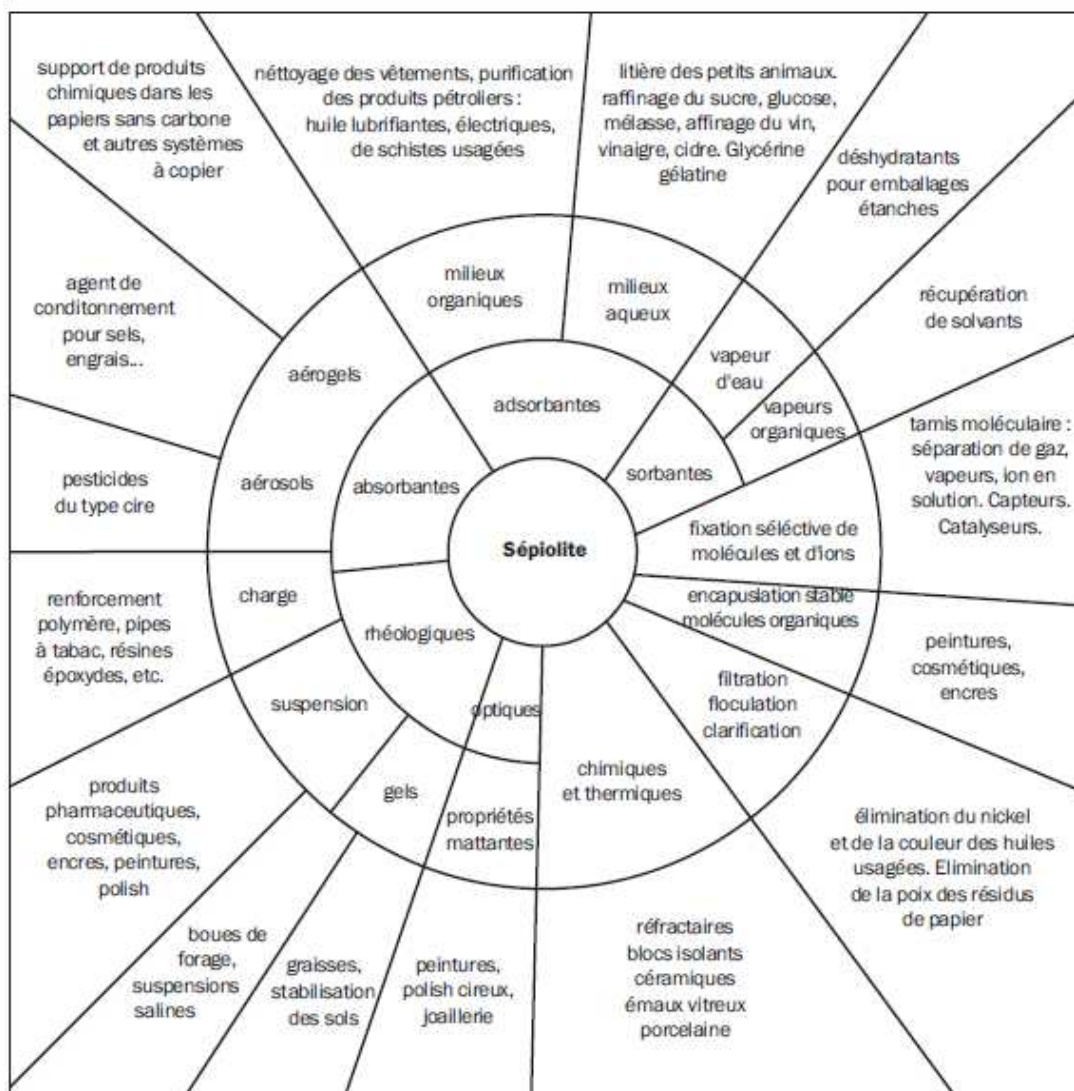 support de produits
chimiques dans les
papiers sans carbone
et autres systèmes
à copier
néttoyage des vêtements, purification
des produits pétroliers :
huile lubrifiantes, électriques,
de schistes usagées
litière des petits animaux.
raffinage du sucre, glucose,
mélasse, affinage du vin,
vinaigre, cidre. Glycérine
gélatine
déshydratants
pour emballages
étanches
récupération
de solvants
agent de
conditonnement
pour sels,
engrais...
pesticides
du type cire
milieux
organiques
milieux
aqueux
vapeur
d'eau
vapeurs
organiques
aérogels
aérosols
adsorbantes
absorbantes
sorbantes
tamis moléculaire :
séparation de gaz,
vapeurs, ion en
solution. Capteurs.
Catalyseurs.
Sépiolite
fixation séléctive de
molécules et d'ions
encapuslation stable
molécules organiques
peintures,
cosmétiques,
encres
renforcement
polymère, pipes
à tabac, résines
époxydes, etc.
charge
rhéologiques
suspension
optiques
filtration
floculation
clarification
chimiques
et thermiques
gels
propriétés
mattantes
produits
pharmaceutiques,
cosmétiques,
encres, peintures,
polish
élimination du nickel
et de la couleur des huiles
usagées. Elimination
de la poix des résidus
de papier
boues de
forage,
suspensions
salines
graisses,
stabilisation
des sols
peintures,
polish cireux,
joaillerie
réfractaires
blocs isolants
céramiques
émaux vitreux
porcelaine